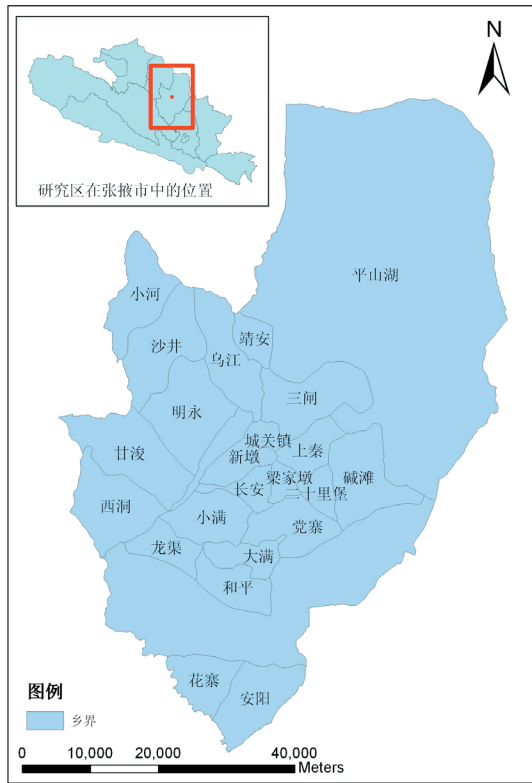 研究区在张掖市中的位置
N
平山湖
小河
靖安
沙井
乌江
三闸
明永
城关镇
上秦
甘浚
新墩
梁家墩
碱滩
长安
二十里堡
西洞
小满
党寨
龙渠
大满
和平
花寨
安阳
图例
乡界
0 10,000 20,000 40,000
Meters